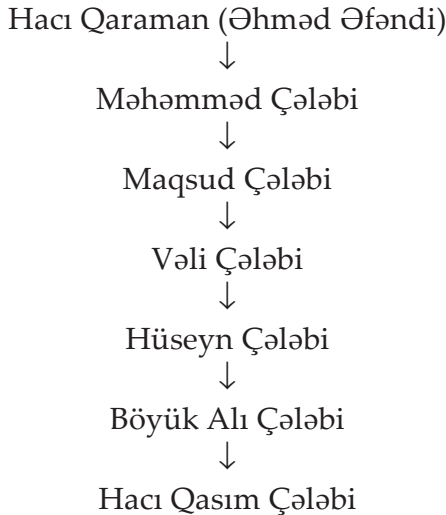 Hacı Qaraman (Əhməd Əfəndi)
↓
Məhəmməd Çələbi
↓
Maqsud Çələbi
↓
Vəli Çələbi
↓
Hüseyn Çələbi
↓
Böyük Alı Çələbi
↓
Hacı Qasım Çələbi